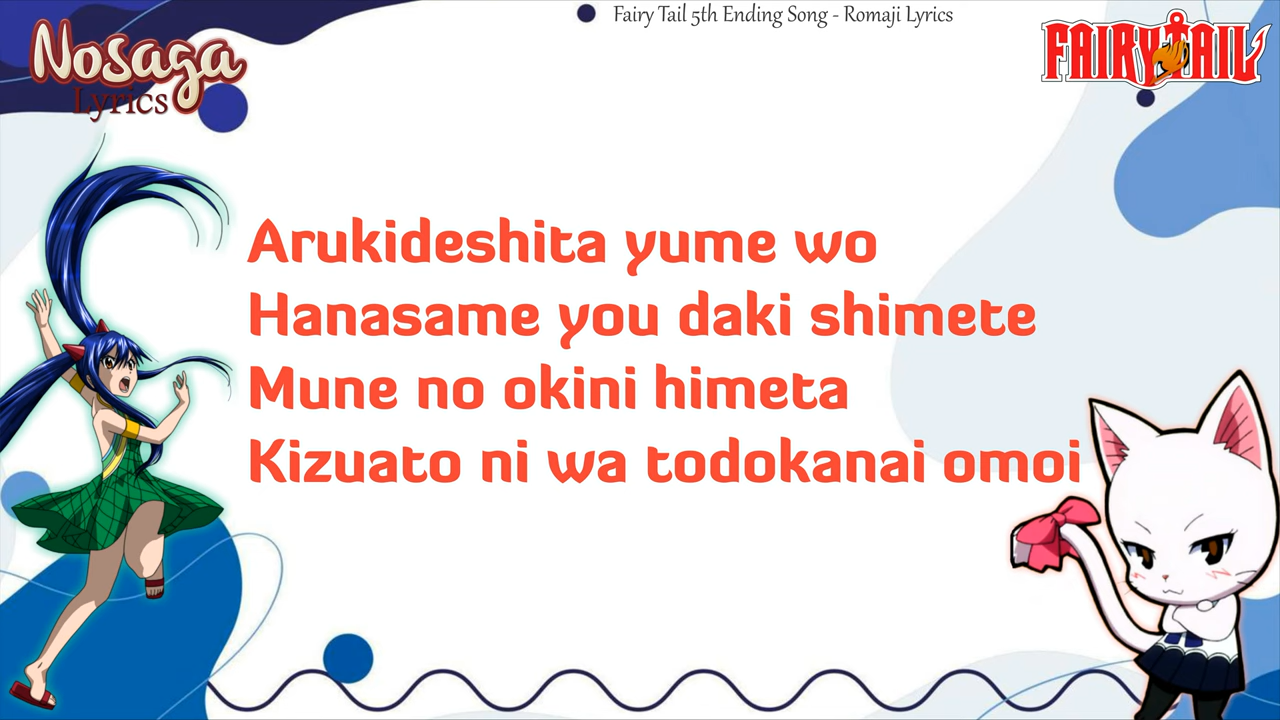 Fairy Tail 5th Ending Song - Romaji Lyrics
Nosaga
Lyrics
FAIRY TAIL
Arukideshita yume wo
Hanasame you daki shimete
Mune no okini himeta
Kizuato ni wa todokanai omoi